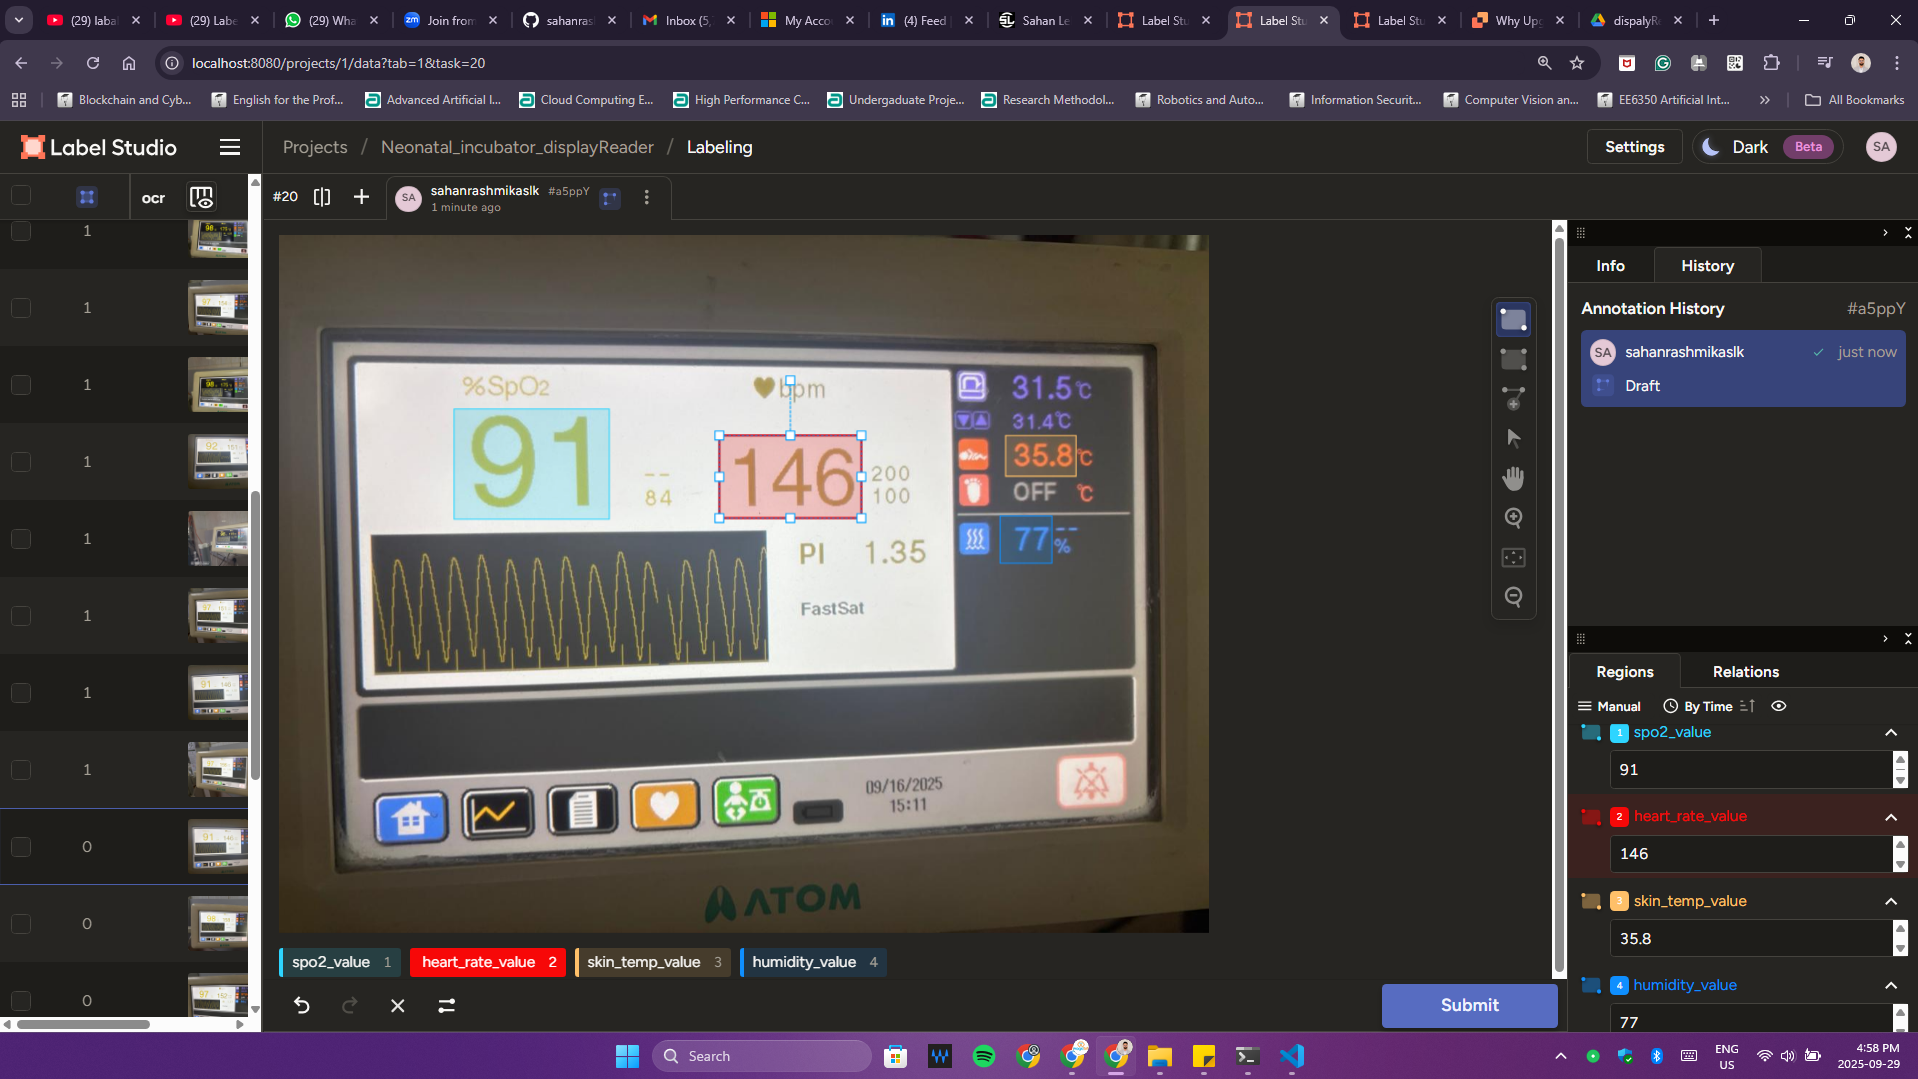 (29) labal
(29) Labe
(29) Wha
Join from
sahanras
Inbox (5,
My Acco
(4) Feed
Sahan Le
Label Stu
Label Stu
Label Stu
Why Upg
dispalyRe
localhost:8080/projects/1/data?tab=1&task=20
Blockchain and Cyb...
English for the Prof...
Advanced Artificial I...
Cloud Computing E...
High Performance C...
Undergaduate Proje...
Research Methodol...
Robotics and Auto...
Information Securit...
Computer Vision an...
EE6350 Artificial Int...
All Bookmarks
Label Studio
Projects / Neonatal_incubator_displayReader / Labeling
Settings
Dark Beta
SA
ocr
#20
SA
sahanrashmikaslk #a5ppY
1 minute ago
1
1
1
1
1
1
1
1
0
0
0
%SpO2
bpm
91
--
84
146
200
100
PI 1.35
FastSat
31.5°C
31.4°C
35.8°C
OFF °C
77 --
%
09/16/2025
15:11
ATOM
spo2_value 1
heart_rate_value 2
skin_temp_value 3
humidity_value 4
Submit
Info
History
Annotation History #a5ppY
SA sahanrashmikaslk just now
Draft
Regions
Relations
Manual
By Time
1 spo2_value
91
2 heart_rate_value
146
3 skin_temp_value
35.8
4 humidity_value
77
Search
ENG
US
4:58 PM
2025-09-29